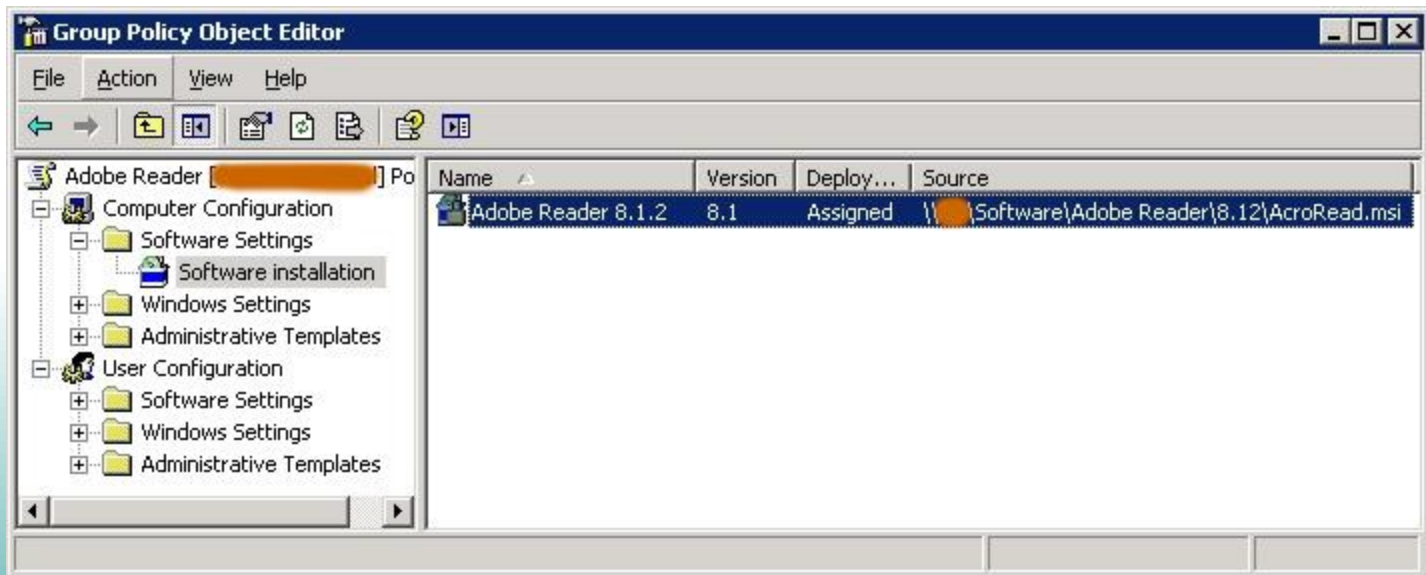 Group Policy Object Editor
File Action View Help
Adobe Reader [ ] Po
Computer Configuration
Software Settings
Software installation
Windows Settings
Administrative Templates
User Configuration
Software Settings
Windows Settings
Administrative Templates
Name Version Deploy... Source
Adobe Reader 8.1.2 8.1 Assigned \\ \Software\Adobe Reader\8.12\AcroRead.msi